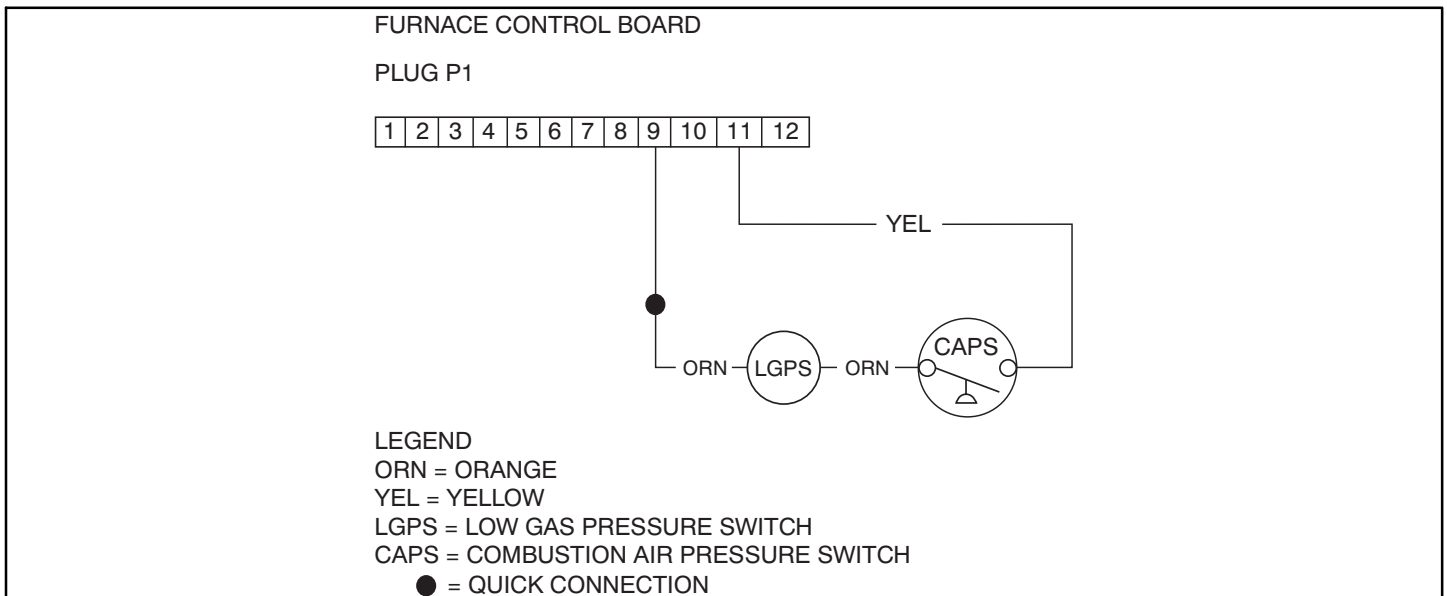 FURNACE CONTROL BOARD
PLUG P1
1 2 3 4 5 6 7 8 9 10 11 12
YEL
CAPS
ORN LGPS ORN
LEGEND
ORN = ORANGE
YEL = YELLOW
LGPS = LOW GAS PRESSURE SWITCH
CAPS = COMBUSTION AIR PRESSURE SWITCH
= QUICK CONNECTION